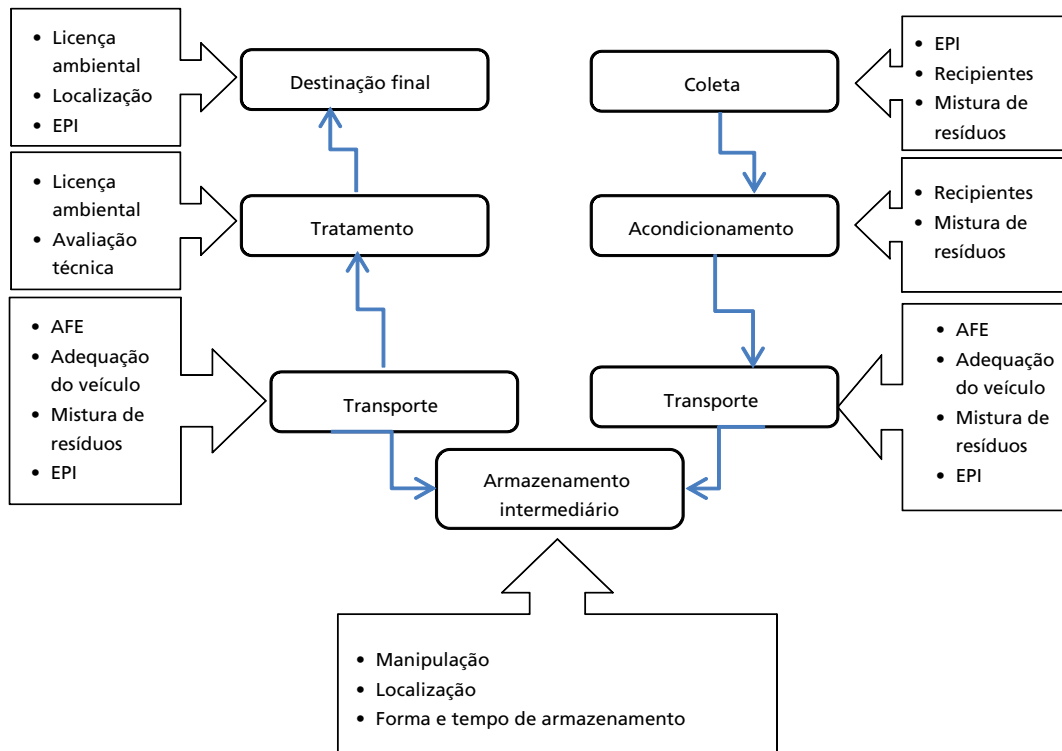 • Licença
ambiental
• Localização
• EPI
Destinação final
Coleta
• EPI
• Recipientes
• Mistura de
resíduos
• Licença
ambiental
• Avaliação
técnica
Tratamento
Acondicionamento
• Recipientes
• Mistura de
resíduos
• AFE
• Adequação
do veículo
• Mistura de
resíduos
• EPI
Transporte
Transporte
• AFE
• Adequação
do veículo
• Mistura de
resíduos
• EPI
Armazenamento
intermediário
• Manipulação
• Localização
• Forma e tempo de armazenamento